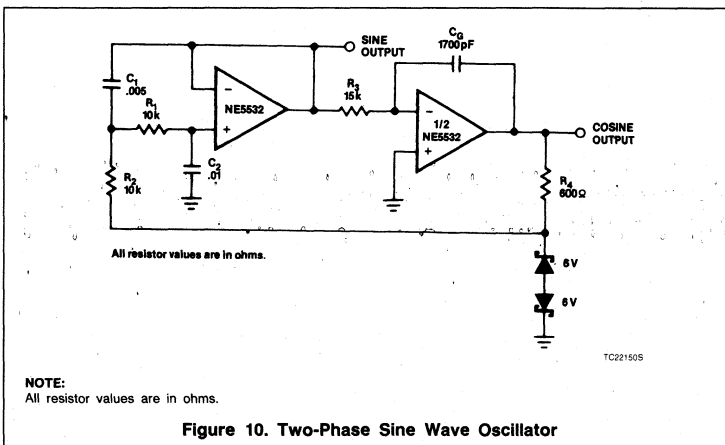 SINE
OUTPUT
C1
.005
R1
10k
NE5532
R3
15k
CG
1700pF
1/2
NE5532
COSINE
OUTPUT
C2
.01
R2
10k
R4
600Ω
All resistor values are in ohms.
6V
6V
TC22150S
NOTE:
All resistor values are in ohms.
Figure 10. Two-Phase Sine Wave Oscillator